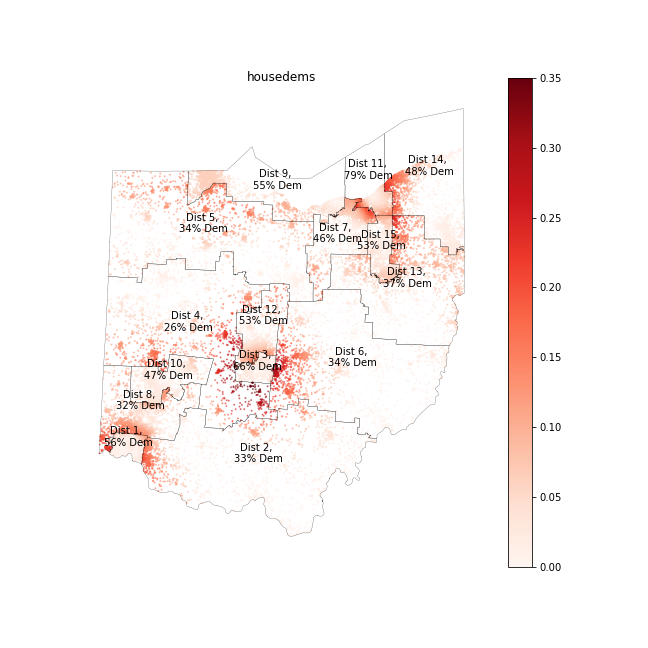 housedems
Dist 9,
55% Dem
Dist 11,
79% Dem
Dist 14,
48% Dem
Dist 5,
34% Dem
Dist 7,
46% Dem
Dist 15,
53% Dem
Dist 13,
37% Dem
Dist 4,
26% Dem
Dist 12,
53% Dem
Dist 3,
66% Dem
Dist 6,
34% Dem
Dist 10,
47% Dem
Dist 8,
32% Dem
Dist 1,
56% Dem
Dist 2,
33% Dem
0.35
0.30
0.25
0.20
0.15
0.10
0.05
0.00